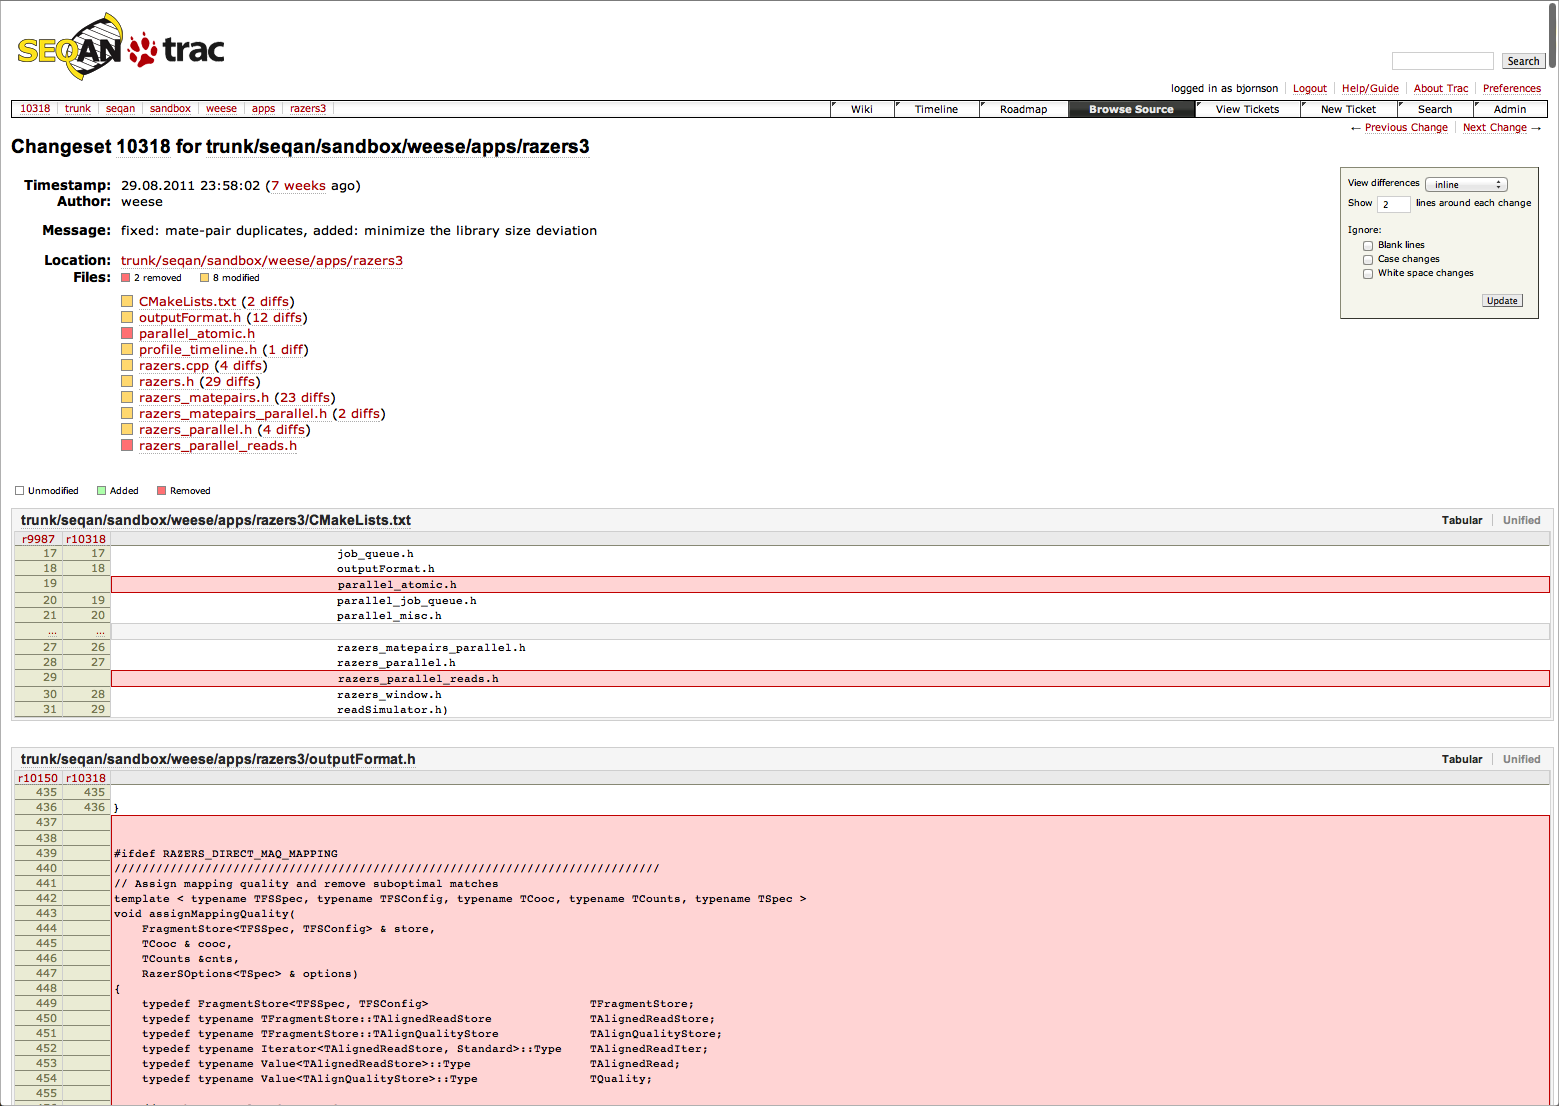 SEQAN trac
Search
logged in as bjornson Logout Help/Guide About Trac Preferences
10318 trunk seqan sandbox weese apps razers3 Wiki Timeline Roadmap Browse Source View Tickets New Ticket Search Admin
← Previous Change Next Change →
Changeset 10318 for trunk/seqan/sandbox/weese/apps/razers3
Timestamp: 29.08.2011 23:58:02 (7 weeks ago)
Author: weese
Message: fixed: mate-pair duplicates, added: minimize the library size deviation
Location: trunk/seqan/sandbox/weese/apps/razers3
Files: 2 removed 8 modified
CMakeLists.txt (2 diffs)
outputFormat.h (12 diffs)
parallel_atomic.h
profile_timeline.h (1 diff)
razers.cpp (4 diffs)
razers.h (29 diffs)
razers_matepairs.h (23 diffs)
razers_matepairs_parallel.h (2 diffs)
razers_parallel.h (4 diffs)
razers_parallel_reads.h
View differences inline
Show 2 lines around each change
Ignore:
Blank lines
Case changes
White space changes
Update
Unmodified Added Removed
trunk/seqan/sandbox/weese/apps/razers3/CMakeLists.txt Tabular Unified
r9987 r10318
17 17 job_queue.h
18 18 outputFormat.h
19 parallel_atomic.h
20 19 parallel_job_queue.h
21 20 parallel_misc.h
... ...
27 26 razers_matepairs_parallel.h
28 27 razers_parallel.h
29 razers_parallel_reads.h
30 28 razers_window.h
31 29 readSimulator.h)
trunk/seqan/sandbox/weese/apps/razers3/outputFormat.h Tabular Unified
r10150 r10318
435 435
436 436 }
437
438
439 #ifdef RAZERS_DIRECT_MAQ_MAPPING
440 //////////////////////////////////////////////////////////////////////////////
441 // Assign mapping quality and remove suboptimal matches
442 template < typename TFSSpec, typename TFSConfig, typename TCooc, typename TCounts, typename TSpec >
443 void assignMappingQuality(
444 FragmentStore<TFSSpec, TFSConfig> & store,
445 TCooc & cooc,
446 TCounts &cnts,
447 RazerSOptions<TSpec> & options)
448 {
449 typedef FragmentStore<TFSSpec, TFSConfig> TFragmentStore;
450 typedef typename TFragmentStore::TAlignedReadStore TAlignedReadStore;
451 typedef typename TFragmentStore::TAlignQualityStore TAlignQualityStore;
452 typedef typename Iterator<TAlignedReadStore, Standard>::Type TAlignedReadIter;
453 typedef typename Value<TAlignedReadStore>::Type TAlignedRead;
454 typedef typename Value<TAlignQualityStore>::Type TQuality;
455